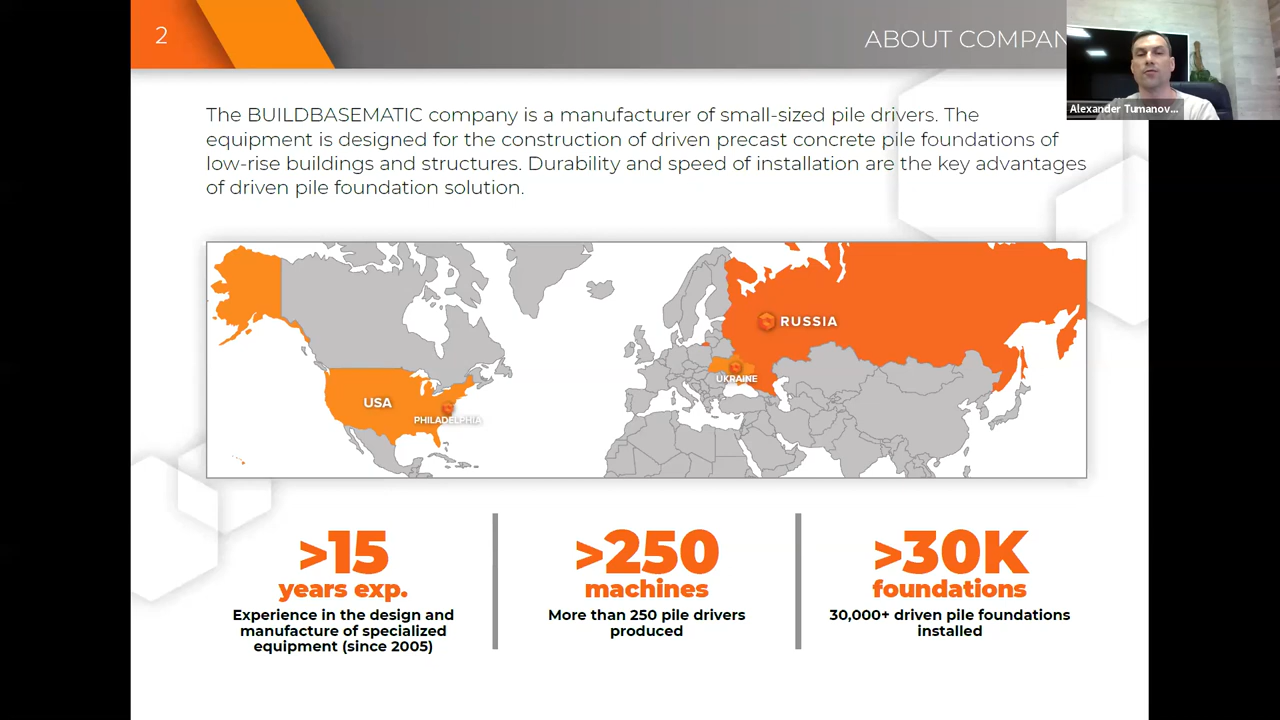 2
ABOUT COMPAN
Alexander Tumanov...
The BUILDBASEMATIC company is a manufacturer of small-sized pile drivers. The
equipment is designed for the construction of driven precast concrete pile foundations of
low-rise buildings and structures. Durability and speed of installation are the key advantages
of driven pile foundation solution.
RUSSIA
UKRAINE
USA
PHILADELPHIA
>15
years exp.
Experience in the design and
manufacture of specialized
equipment (since 2005)
>250
machines
More than 250 pile drivers
produced
>30K
foundations
30,000+ driven pile foundations
installed